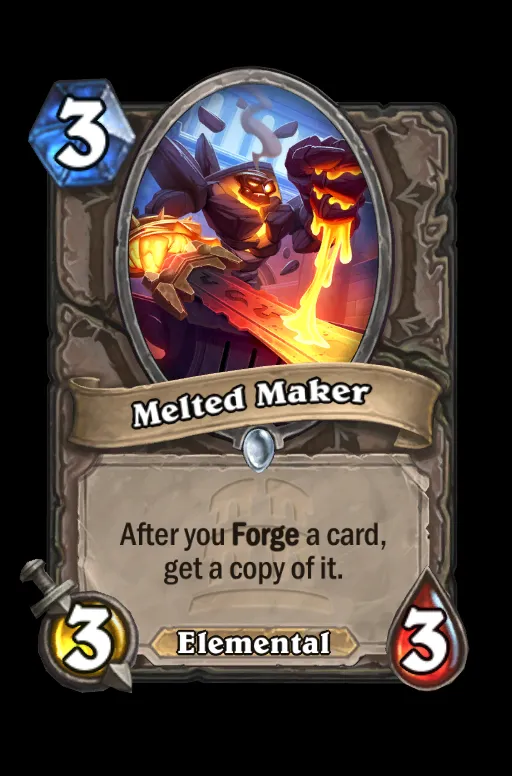 3
Melted Maker
After you Forge a card,
get a copy of it.
3
Elemental
3